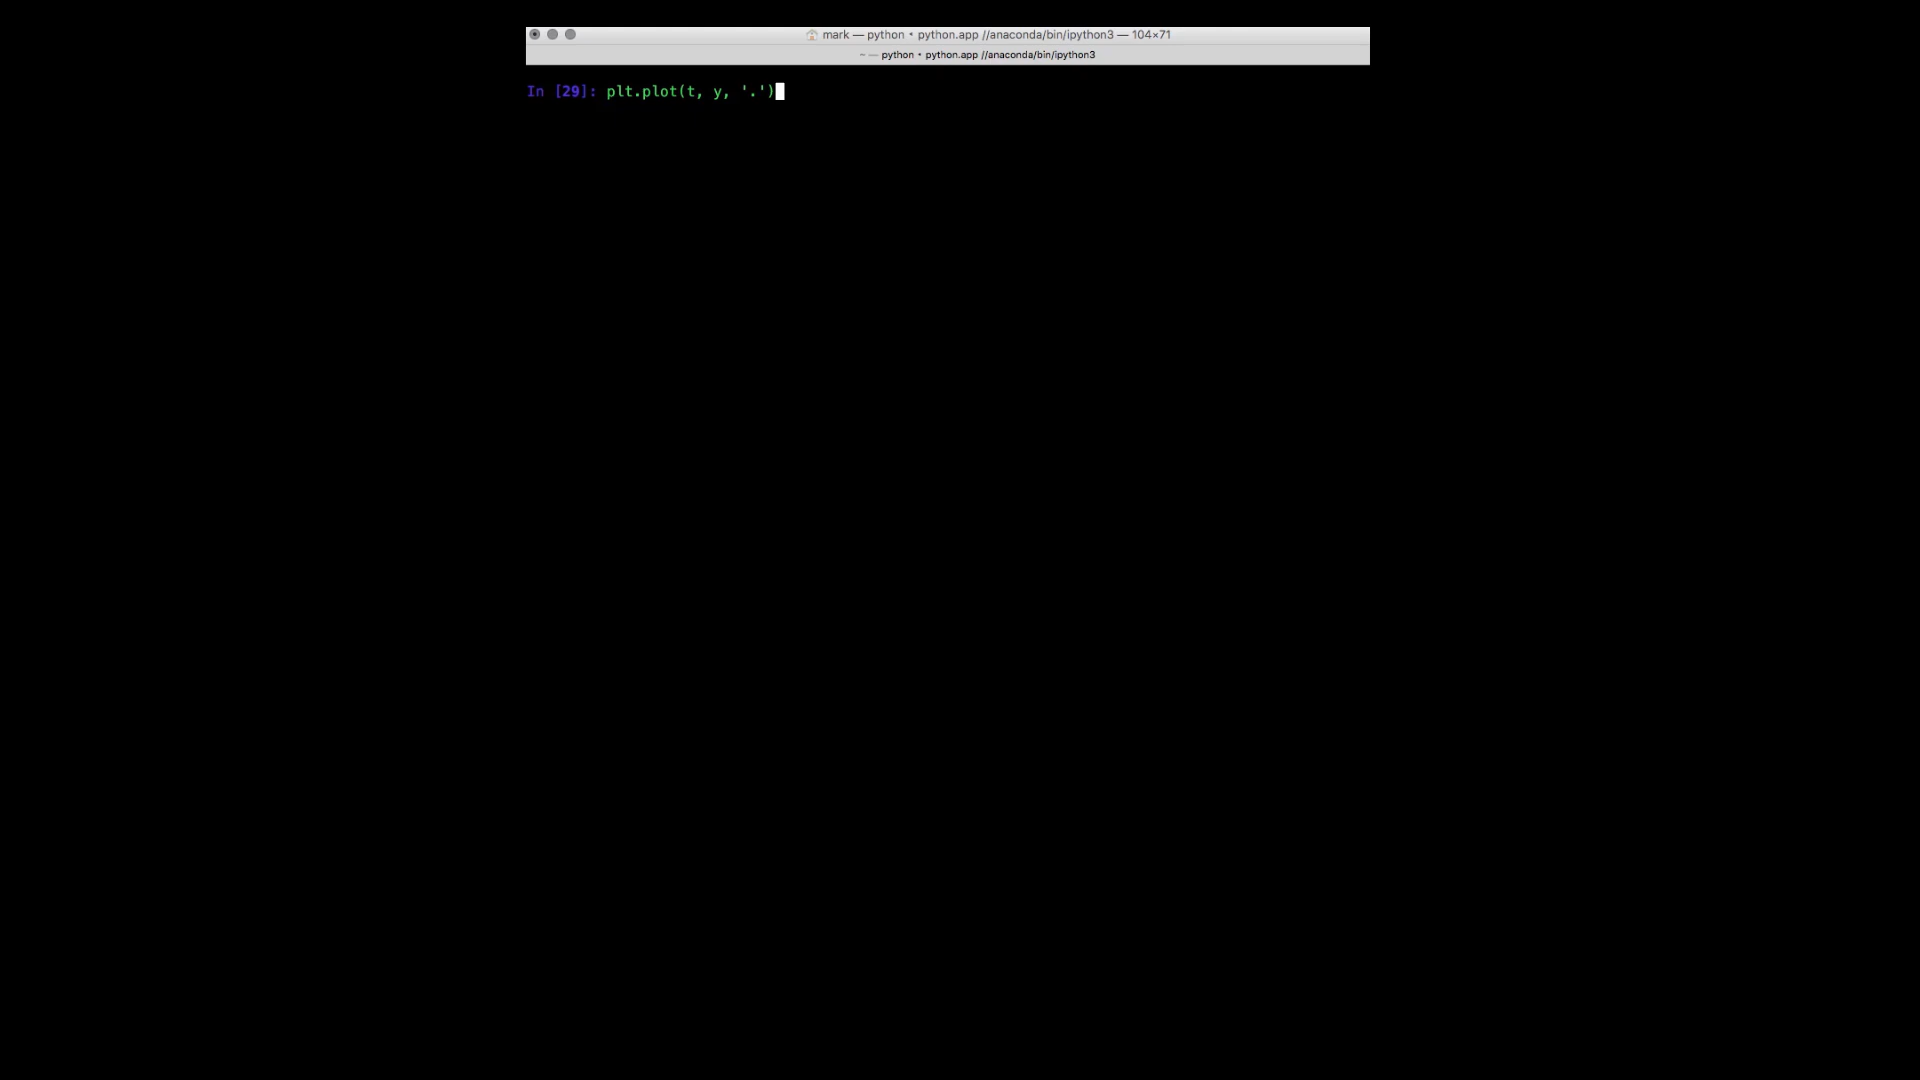 mark — python • python.app //anaconda/bin/ipython3 — 104×71
~ — python • python.app //anaconda/bin/ipython3
In [29]: plt.plot(t, y, '.')